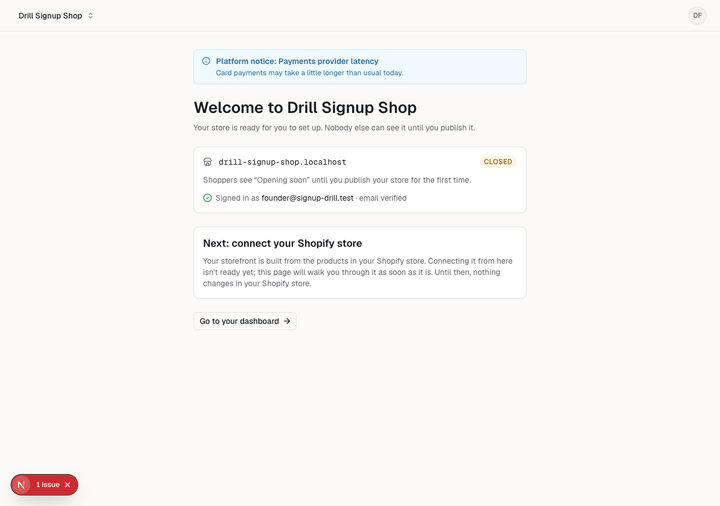 Drill Signup Shop
DF
Platform notice: Payments provider latency
Card payments may take a little longer than usual today.
Welcome to Drill Signup Shop
Your store is ready for you to set up. Nobody else can see it until you publish it.
drill-signup-shop.localhost
CLOSED
Shoppers see “Opening soon” until you publish your store for the first time.
Signed in as founder@signup-drill.test · email verified
Next: connect your Shopify store
Your storefront is built from the products in your Shopify store. Connecting it from here
isn't ready yet; this page will walk you through it as soon as it is. Until then, nothing
changes in your Shopify store.
Go to your dashboard →
N
1 Issue ×